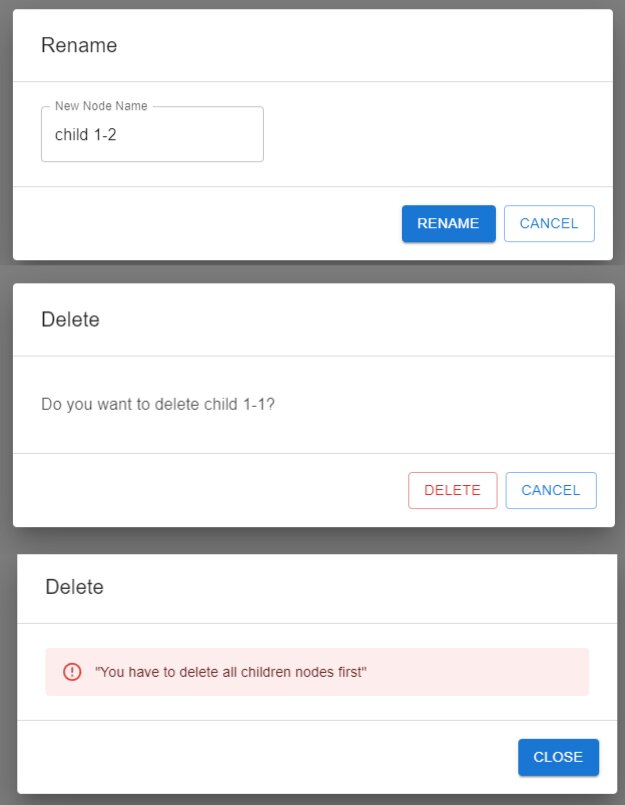 Rename
New Node Name
child 1-2
RENAME CANCEL
Delete
Do you want to delete child 1-1?
DELETE CANCEL
Delete
"You have to delete all children nodes first"
CLOSE